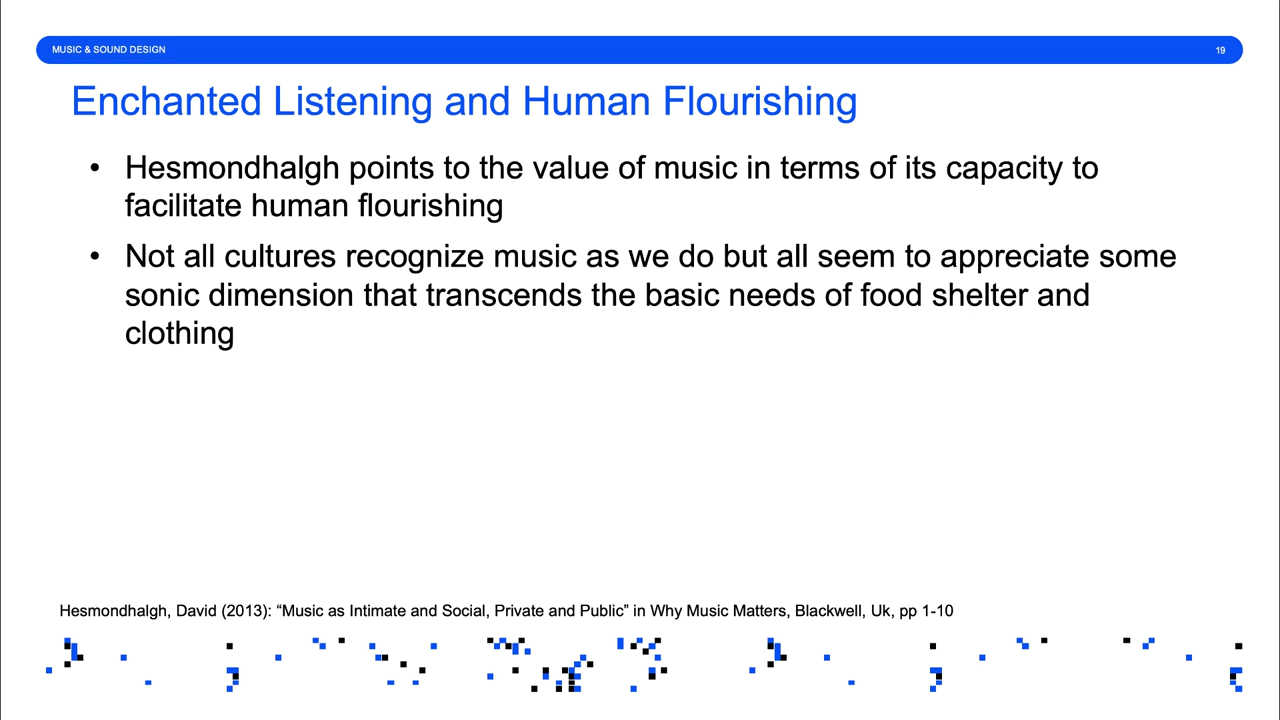 MUSIC & SOUND DESIGN
19
Enchanted Listening and Human Flourishing
• Hesmondhalgh points to the value of music in terms of its capacity to
facilitate human flourishing
• Not all cultures recognize music as we do but all seem to appreciate some
sonic dimension that transcends the basic needs of food shelter and
clothing
Hesmondhalgh, David (2013): “Music as Intimate and Social, Private and Public” in Why Music Matters, Blackwell, Uk, pp 1-10